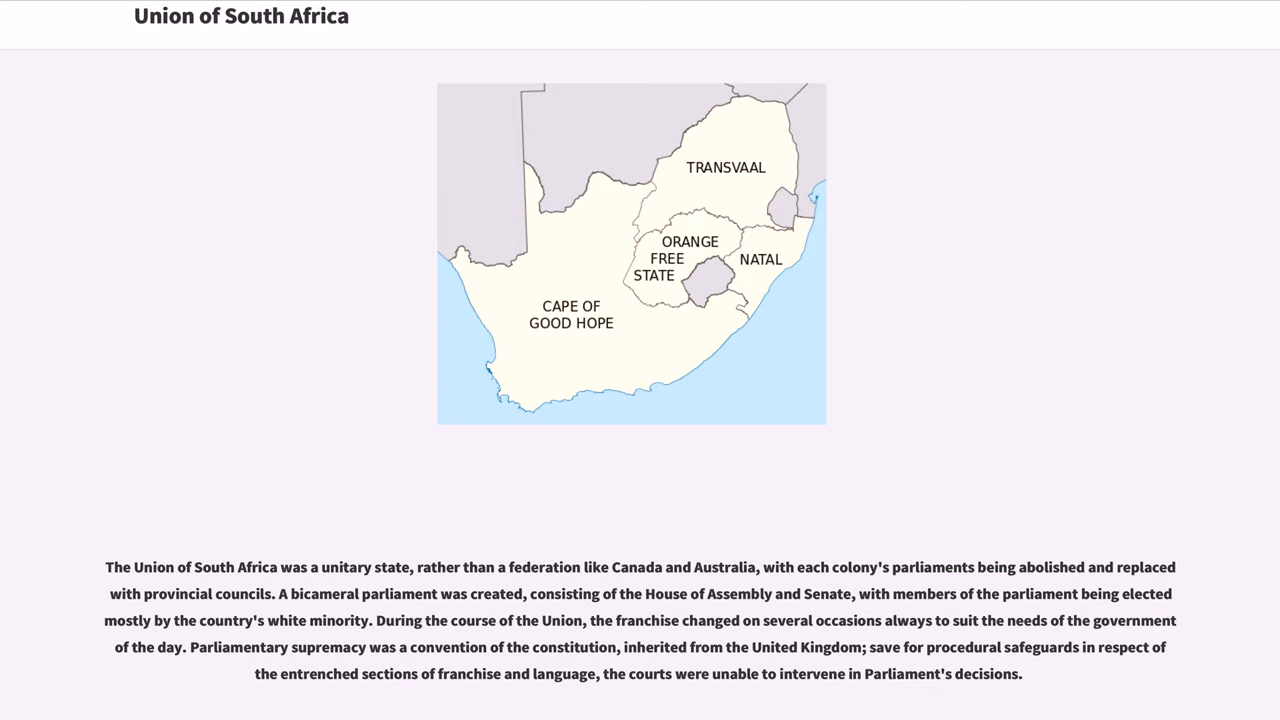 Union of South Africa
TRANSVAAL
ORANGE
FREE
STATE
NATAL
CAPE OF
GOOD HOPE
The Union of South Africa was a unitary state, rather than a federation like Canada and Australia, with each colony's parliaments being abolished and replaced
with provincial councils. A bicameral parliament was created, consisting of the House of Assembly and Senate, with members of the parliament being elected
mostly by the country's white minority. During the course of the Union, the franchise changed on several occasions always to suit the needs of the government
of the day. Parliamentary supremacy was a convention of the constitution, inherited from the United Kingdom; save for procedural safeguards in respect of
the entrenched sections of franchise and language, the courts were unable to intervene in Parliament's decisions.